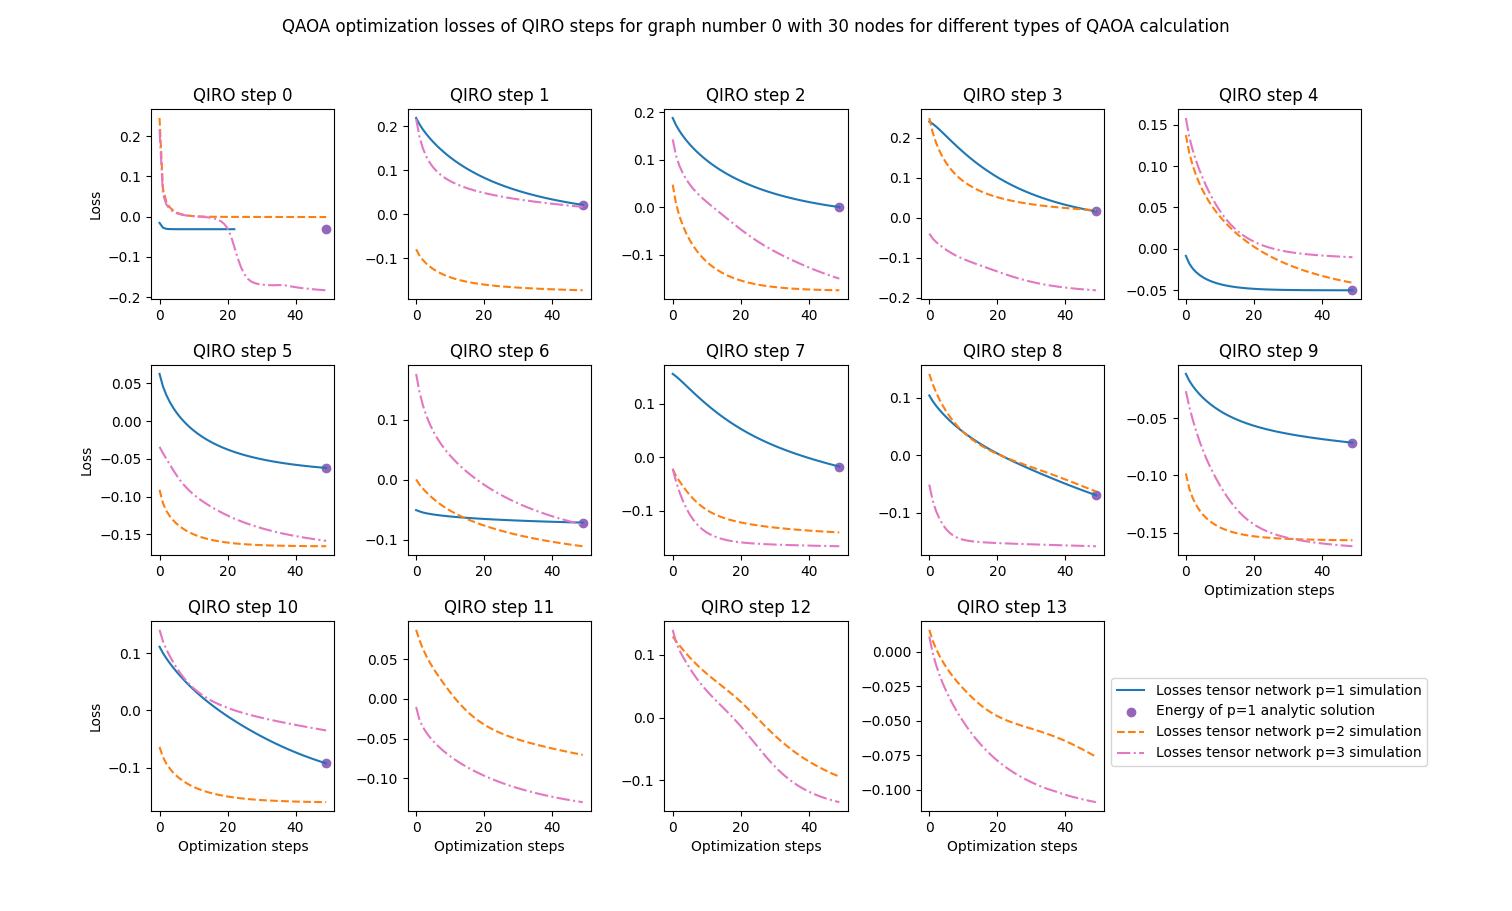 QAOA optimization losses of QIRO steps for graph number 0 with 30 nodes for different types of QAOA calculation
QIRO step 0
Loss
0.2
0.1
0.0
−0.1
−0.2
0 20 40
QIRO step 1
0.2
0.1
0.0
−0.1
0 20 40
QIRO step 2
0.2
0.1
0.0
−0.1
0 20 40
QIRO step 3
0.2
0.1
0.0
−0.1
−0.2
0 20 40
QIRO step 4
0.15
0.10
0.05
0.00
−0.05
0 20 40
QIRO step 5
Loss
0.05
0.00
−0.05
−0.10
−0.15
0 20 40
QIRO step 6
0.1
0.0
−0.1
0 20 40
QIRO step 7
0.1
0.0
−0.1
0 20 40
QIRO step 8
0.1
0.0
−0.1
0 20 40
QIRO step 9
−0.05
−0.10
−0.15
0 20 40
Optimization steps
QIRO step 10
Loss
0.1
0.0
−0.1
0 20 40
Optimization steps
QIRO step 11
0.05
0.00
−0.05
−0.10
0 20 40
Optimization steps
QIRO step 12
0.1
0.0
−0.1
0 20 40
Optimization steps
QIRO step 13
0.000
−0.025
−0.050
−0.075
−0.100
0 20 40
Optimization steps
Losses tensor network p=1 simulation
Energy of p=1 analytic solution
Losses tensor network p=2 simulation
Losses tensor network p=3 simulation